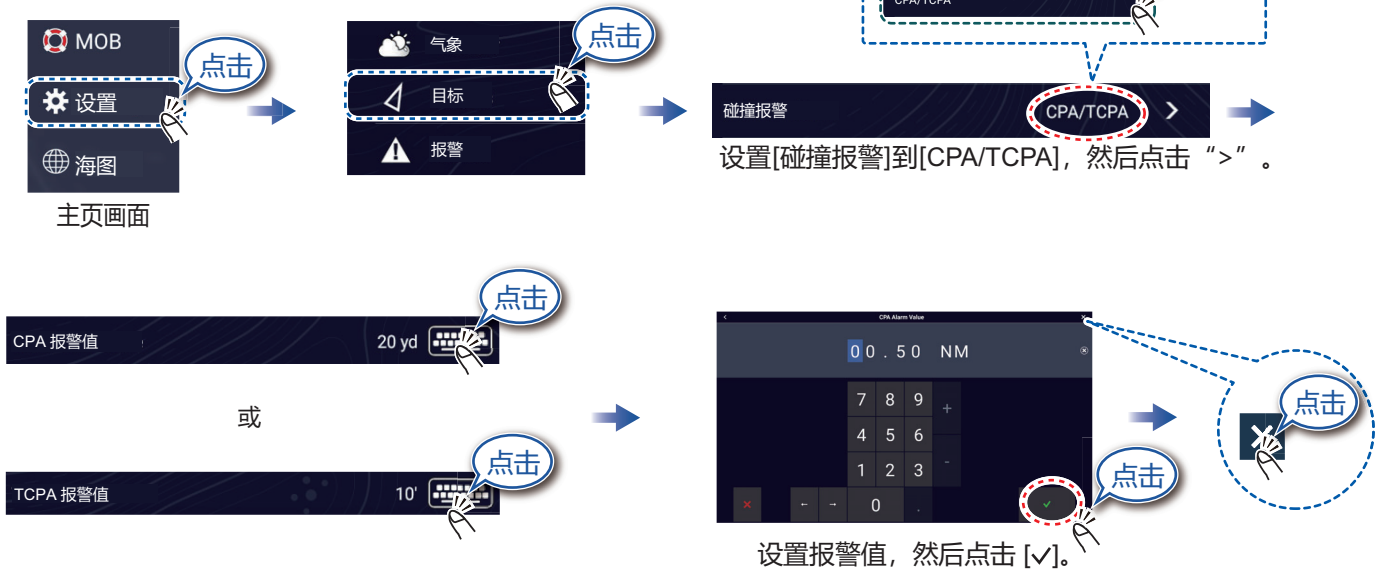 CPA/TCPA
MOB
点击
设置
海图
主页画面
气象
点击
目标
报警
碰撞报警 CPA/TCPA >
设置[碰撞报警]到[CPA/TCPA]，然后点击“>”。
CPA 报警值 20 yd
点击
或
TCPA 报警值 10'
点击
< CPA Alarm Value ×
00.50 NM
7 8 9 +
4 5 6
1 2 3 -
× ← → 0 . ✓
点击
点击
设置报警值，然后点击 [✓]。